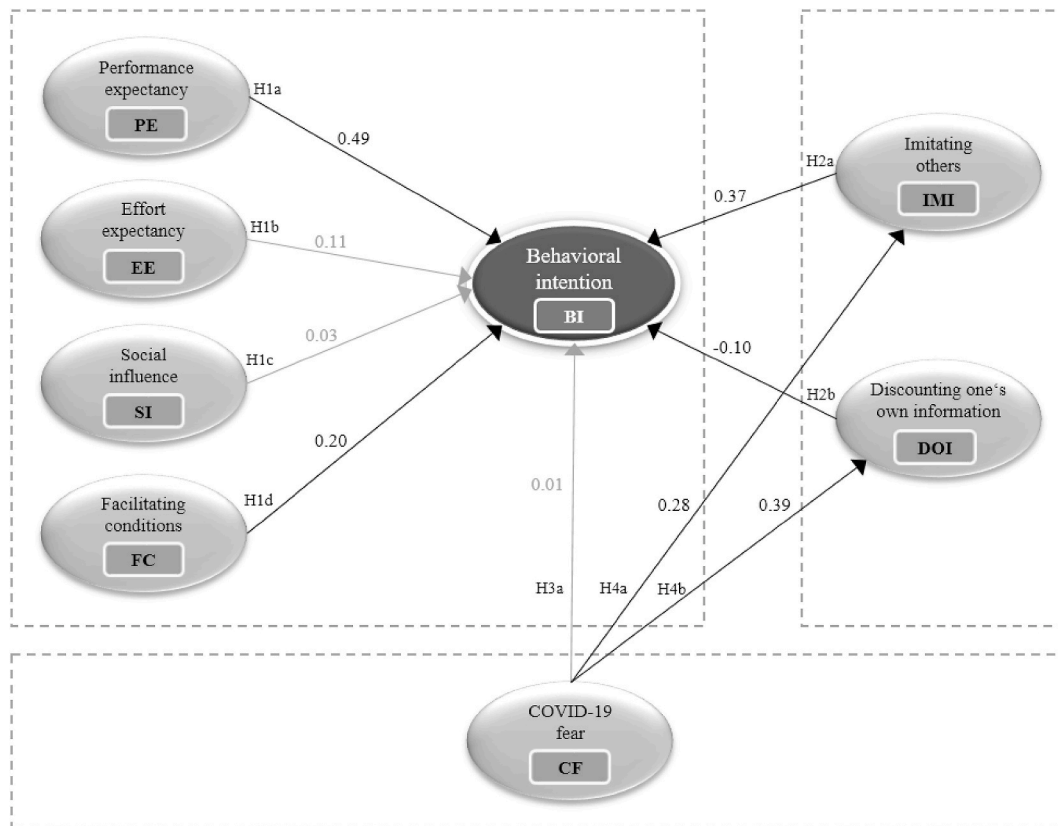 Performance
expectancy
PE
H1a
0.49
Effort
expectancy
EE
H1b
0.11
Social
influence
SI
H1c
0.03
Facilitating
conditions
FC
H1d
0.20
Behavioral
intention
BI
Imitating
others
IMI
H2a
0.37
Discounting one‘s
own information
DOI
H2b
-0.10
0.01
0.28
0.39
H3a
H4a
H4b
COVID-19
fear
CF